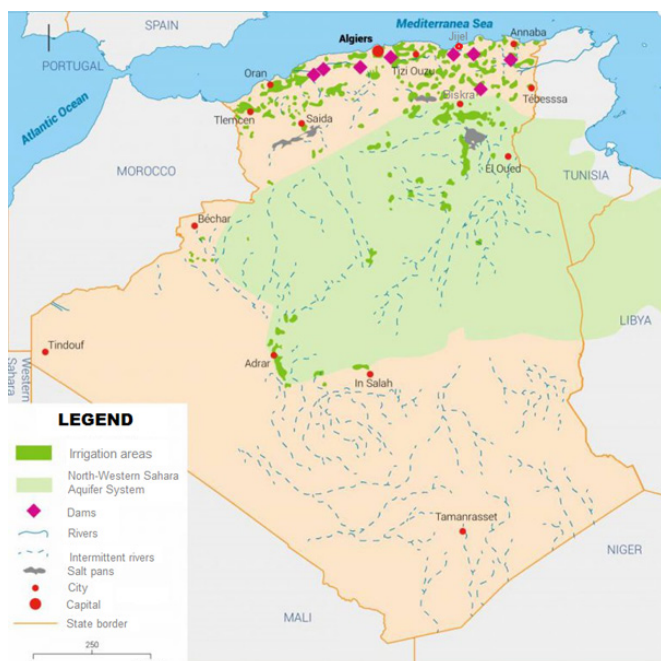 SPAIN
Mediterranea Sea
PORTUGAL
Algiers
Jijel
Annaba
Oran
Tizi Ouzu
Atlantic Ocean
Biskra
Tebesssa
Tlemcen
Saida
MOROCCO
El Oued
TUNISIA
Béchar
LIBYA
Tindouf
Adrar
In Salah
Western
Sahara
LEGEND
Irrigation areas
North-Western Sahara
Aquifer System
Dams
Rivers
Intermittent rivers
Salt pans
City
Capital
State border
250
Tamanrasset
NIGER
MALI